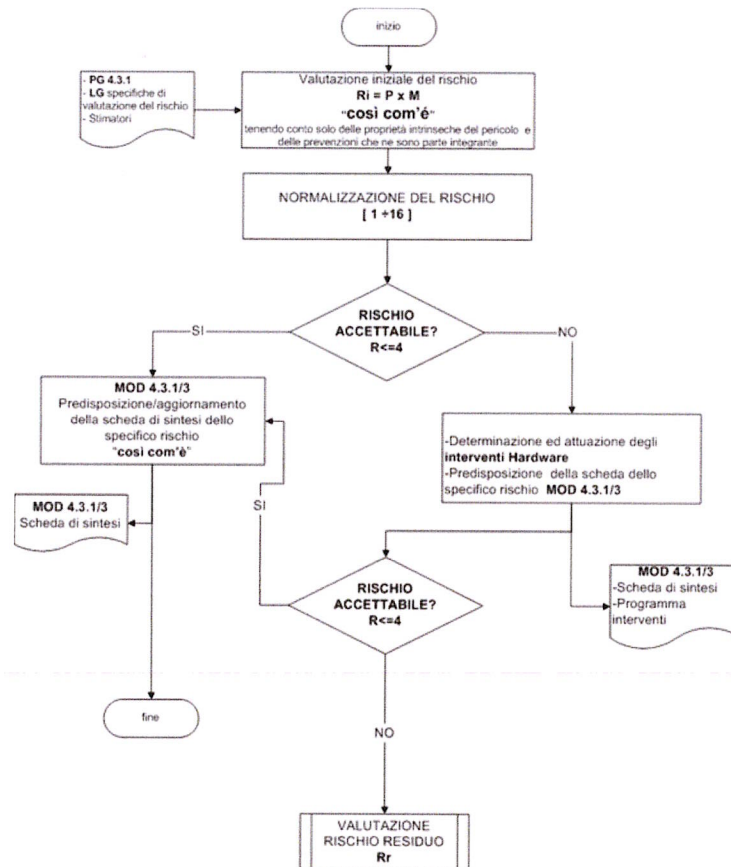 inizio
- PG 4.3.1
- LG specifiche di
valutazione del rischio
- Stimatori
Valutazione iniziale del rischio
Ri = P x M
"così com'é"
tenendo conto solo delle proprietà intrinseche del pericolo e
delle prevenzioni che ne sono parte integrante
NORMALIZZAZIONE DEL RISCHIO
[ 1 ÷16 ]
RISCHIO
ACCETTABILE?
R<=4
SI
NO
MOD 4.3.1/3
Predisposizione/aggiornamento
della scheda di sintesi dello
specifico rischio
"così com'è"
-Determinazione ed attuazione degli
interventi Hardware
-Predisposizione della scheda dello
specifico rischio MOD 4.3.1/3
SI
MOD 4.3.1/3
Scheda di sintesi
RISCHIO
ACCETTABILE?
R<=4
MOD 4.3.1/3
-Scheda di sintesi
-Programma
interventi
fine
NO
VALUTAZIONE
RISCHIO RESIDUO
Rr